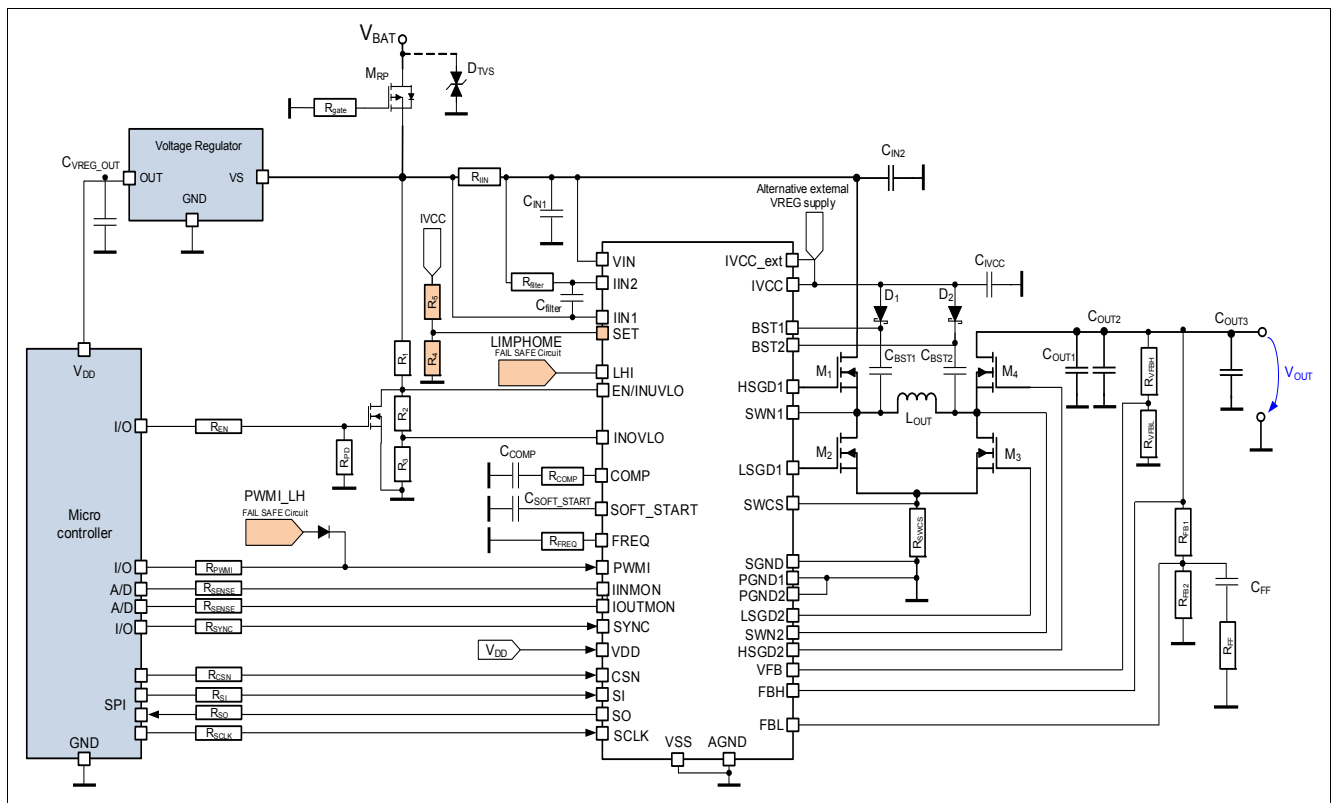 VBAT
MRP
DTVS
Rgate
Voltage Regulator
CVREG_OUT
OUT
VS
GND
RIIN
CIN1
CIN2
IVCC
Alternative external
VREG supply
VIN
IIN2
IIN1
SET
LHI
EN/INUVLO
INOVLO
COMP
SOFT_START
FREQ
PWMI
IINMON
IOUTMON
SYNC
VDD
CSN
SI
SO
SCLK
VSS
AGND
IVCC_ext
IVCC
BST1
BST2
HSGD1
SWN1
LSGD1
SWCS
SGND
PGND1
PGND2
LSGD2
SWN2
HSGD2
VFB
FBH
FBL
Rfilter
Cfilter
R5
R4
LIMPHOME
FAIL SAFE Circuit
R1
R2
R3
REN
RPD
CCOMP
RCOMP
CSOFT_START
RFREQ
PWMI_LH
FAIL SAFE Circuit
VDD
Micro
controller
VDD
I/O
I/O
A/D
A/D
I/O
SPI
GND
RPWMI
RSENSE
RSENSE
RSYNC
RCSN
RSI
RSO
RSCLK
CIVCC
D1
D2
CBST1
CBST2
M1
M2
M3
M4
LOUT
RSWCS
COUT1
COUT2
COUT3
RVFBH
RVFBL
VOUT
RFB1
RFB2
CFF
RFF